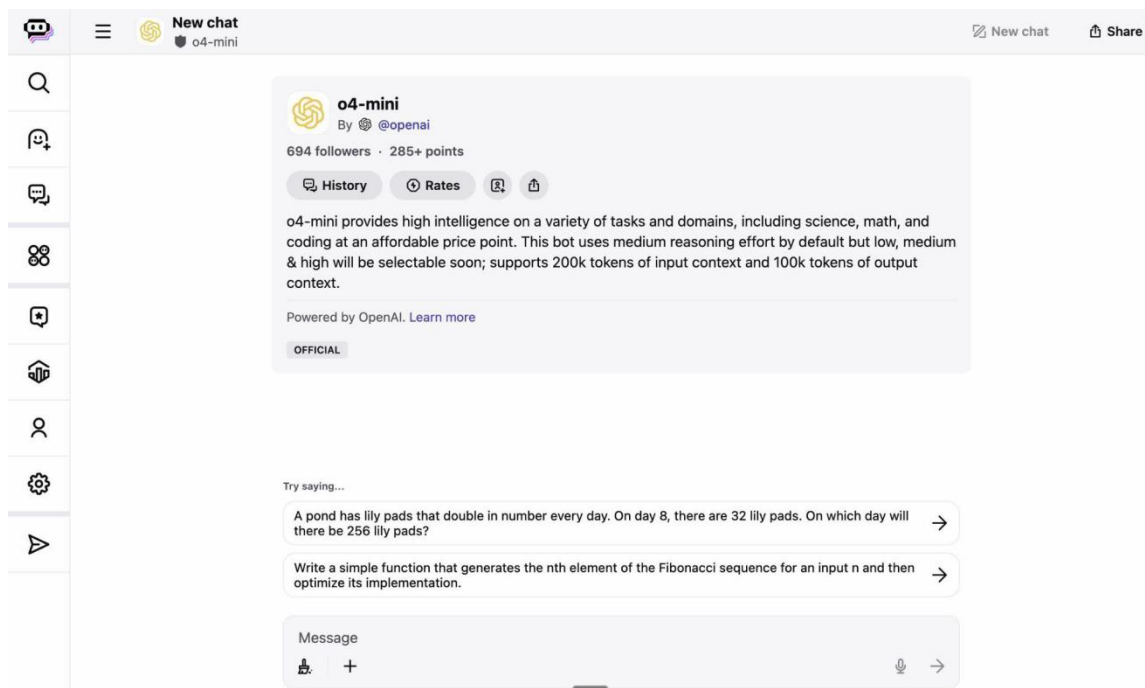 New chat
o4-mini
New chat
Share
o4-mini
By @openai
694 followers · 285+ points
History
Rates
o4-mini provides high intelligence on a variety of tasks and domains, including science, math, and
coding at an affordable price point. This bot uses medium reasoning effort by default but low, medium
& high will be selectable soon; supports 200k tokens of input context and 100k tokens of output
context.
Powered by OpenAI. Learn more
OFFICIAL
Try saying...
A pond has lily pads that double in number every day. On day 8, there are 32 lily pads. On which day will
there be 256 lily pads?
Write a simple function that generates the nth element of the Fibonacci sequence for an input n and then
optimize its implementation.
Message